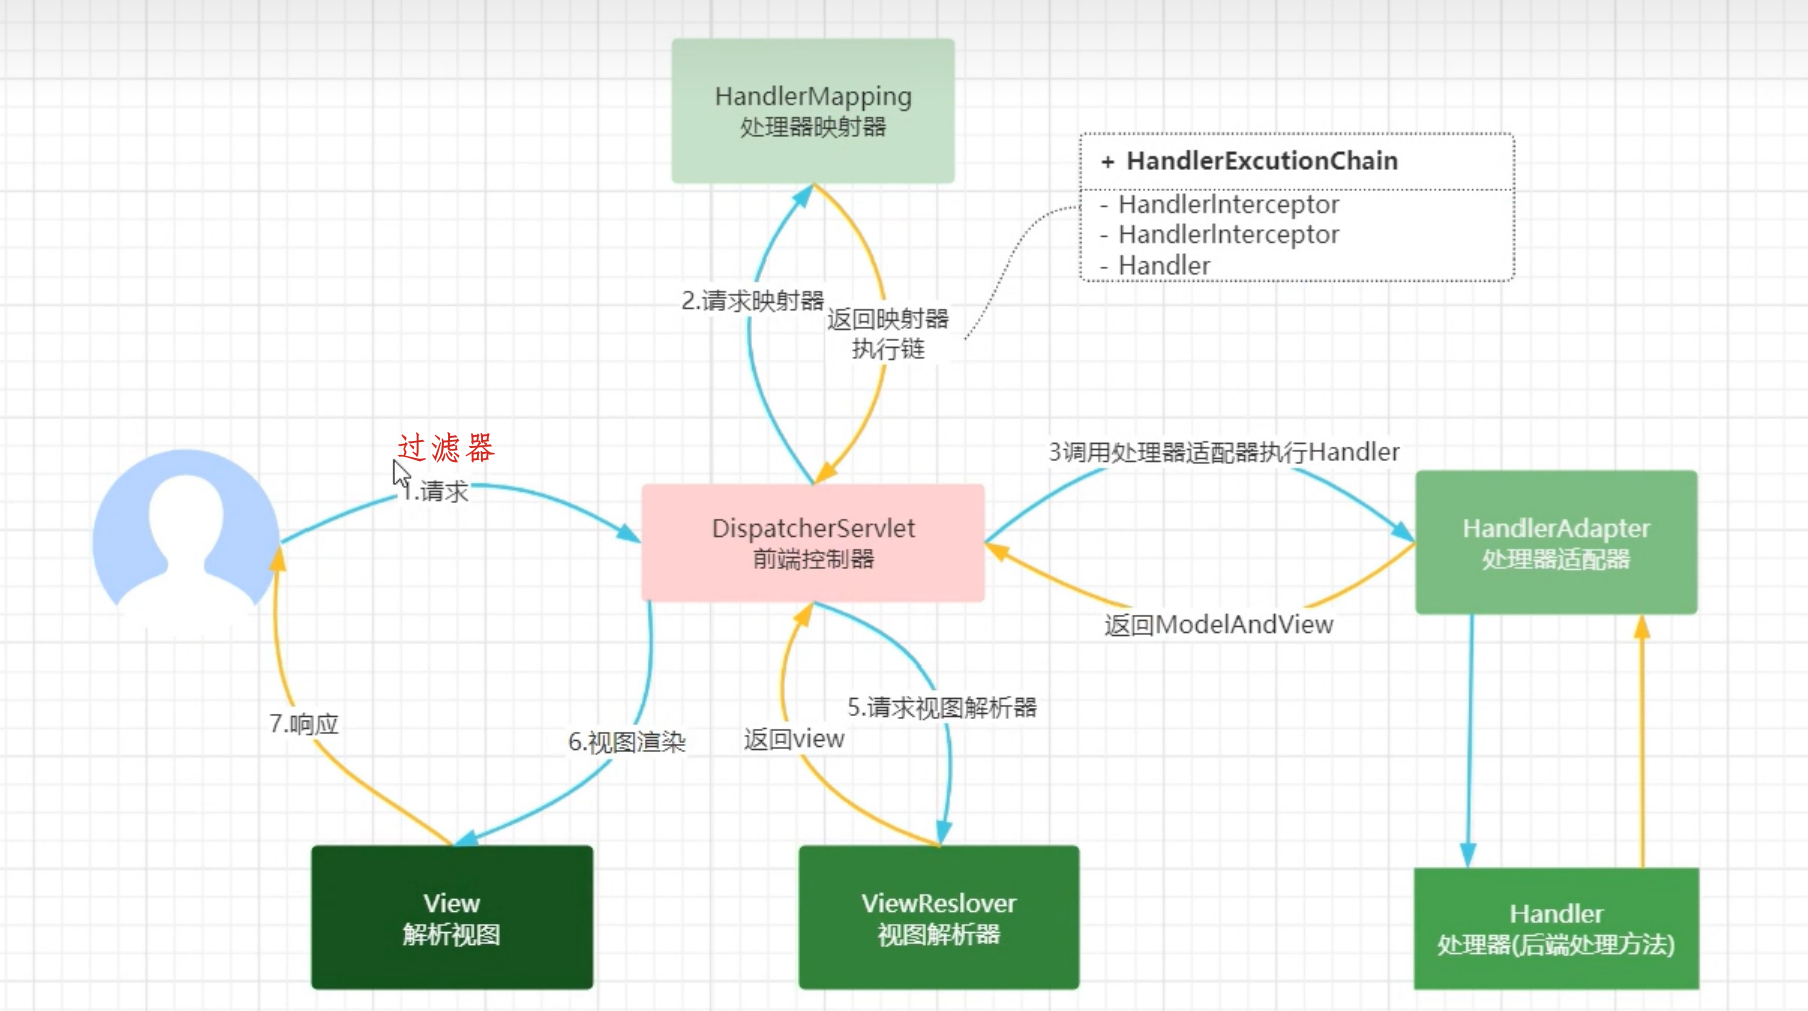 HandlerMapping
处理器映射器
+ HandlerExcutionChain
- HandlerInterceptor
- HandlerInterceptor
- Handler
2.请求映射器
返回映射器
执行链
过滤器
1.请求
3调用处理器适配器执行Handler
DispatcherServlet
前端控制器
HandlerAdapter
处理器适配器
返回ModelAndView
7.响应
6.视图渲染
返回view
5.请求视图解析器
View
解析视图
ViewReslover
视图解析器
Handler
处理器(后端处理方法)